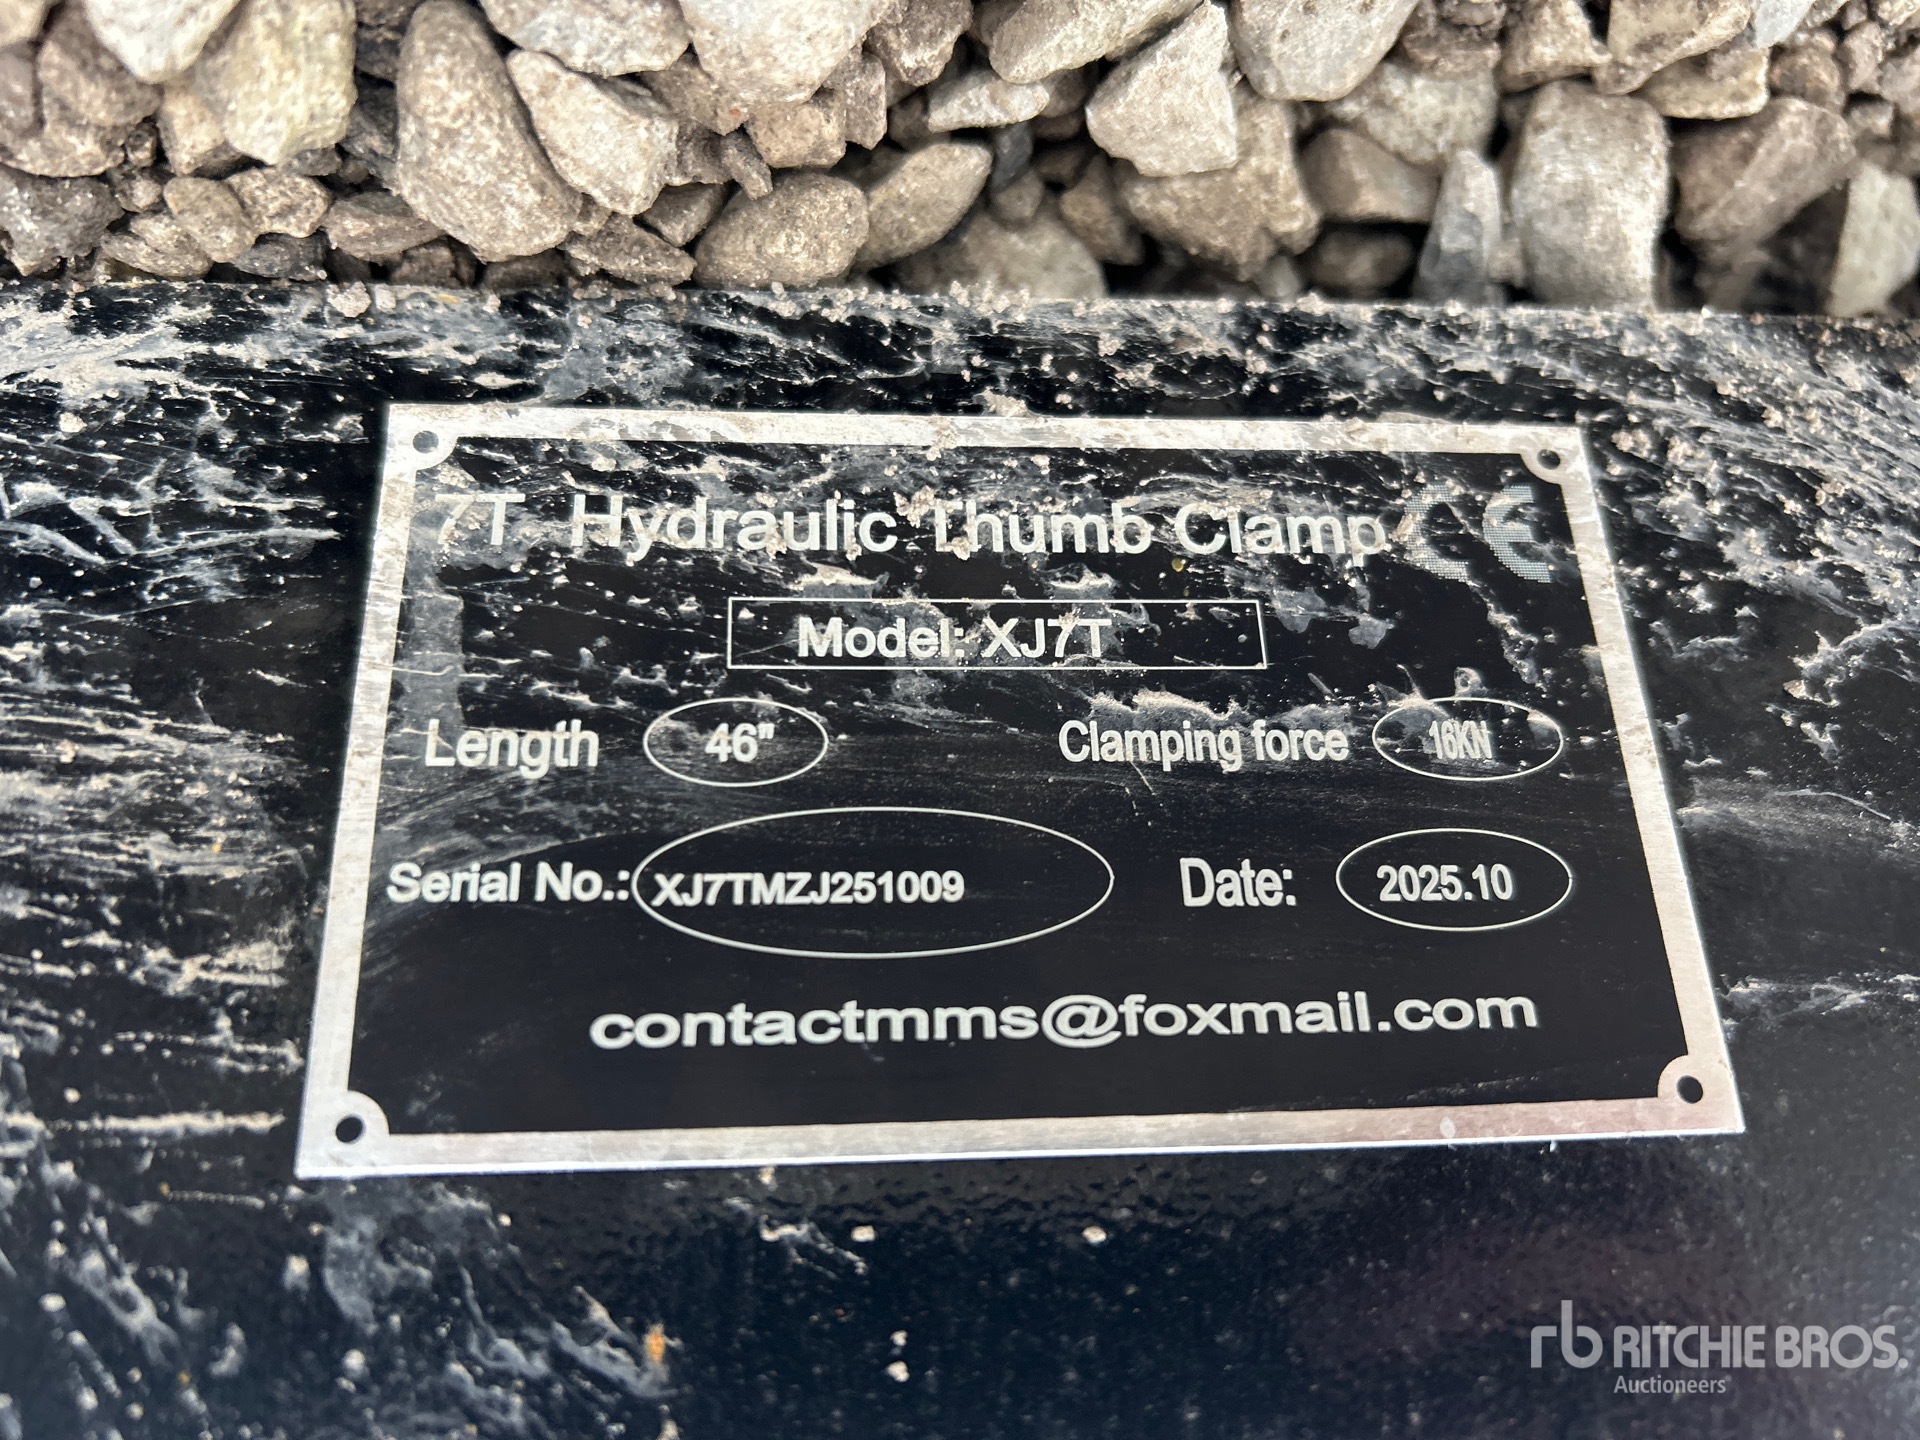 7T Hydraulic Thumb Clamp CE
Model: XJ7T
Length 46" Clamping force 16KN
Serial No.: XJ7TMZJ251009 Date: 2025.10
contactmms@foxmail.com
rb RITCHIE BROS.
Auctioneers